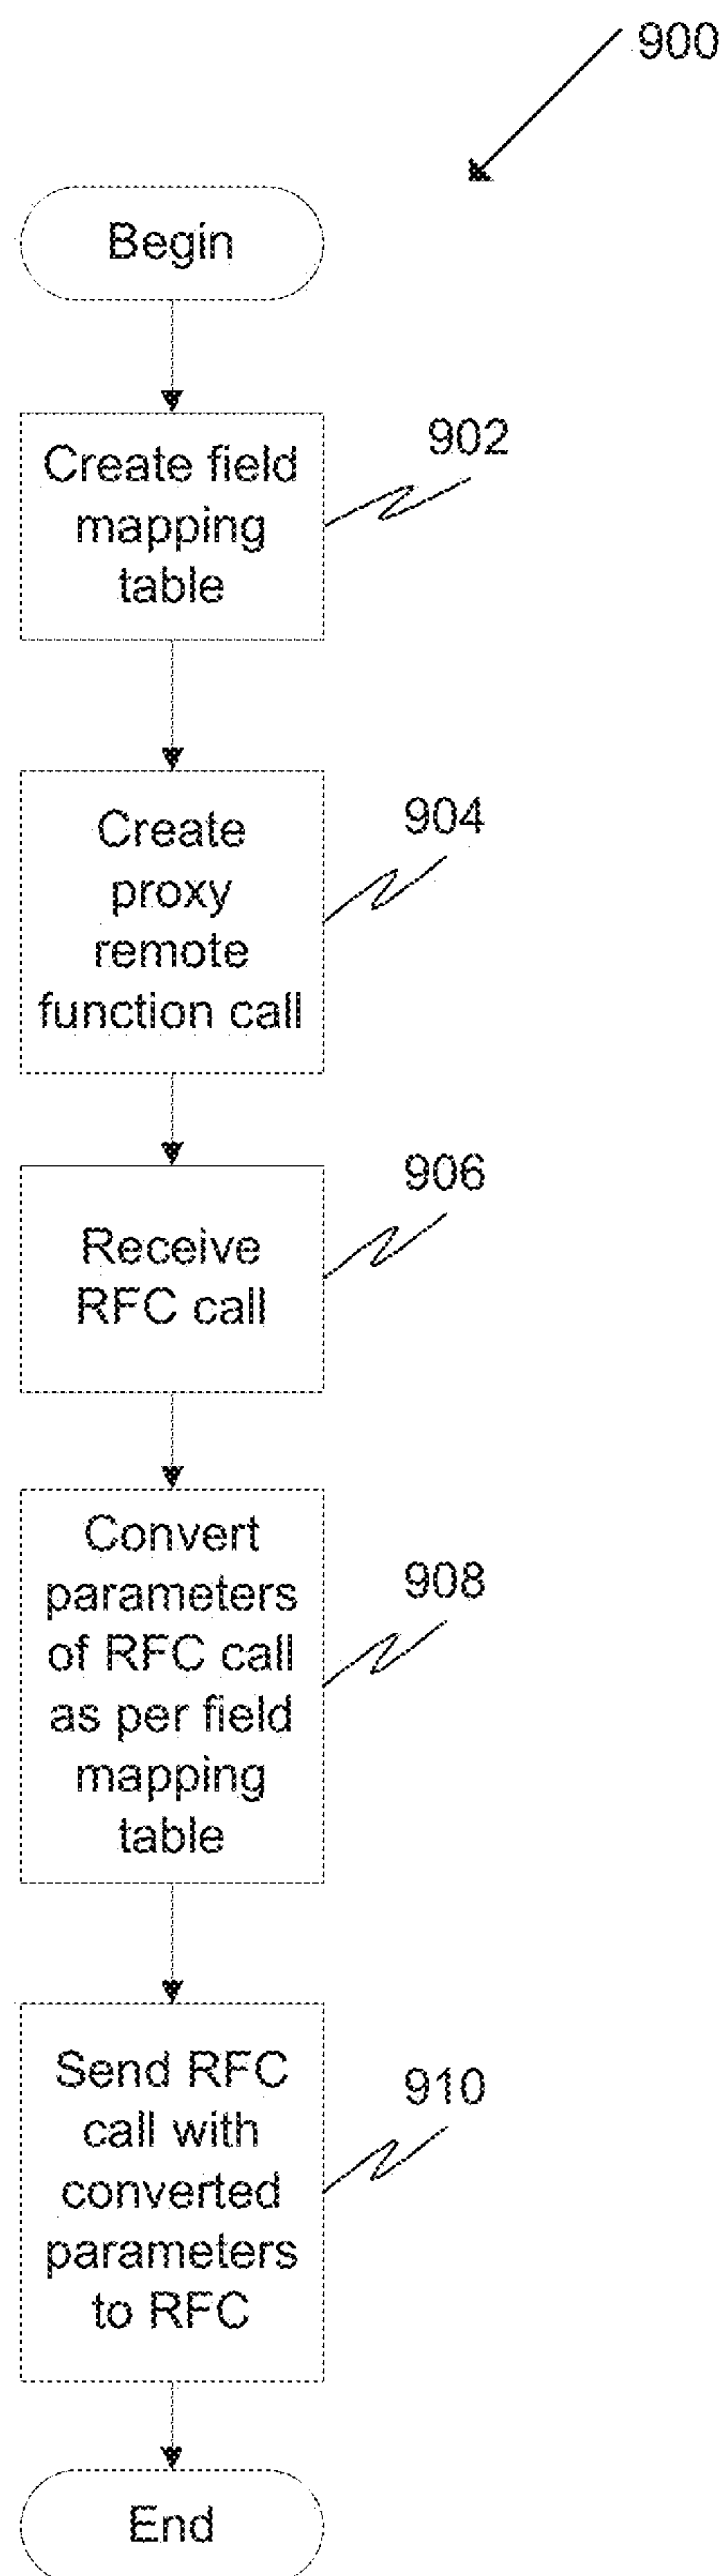 900
Begin
Create field
mapping
table
902
Create
proxy
remote
function call
904
Receive
RFC call
906
Convert
parameters
of RFC call
as per field
mapping
table
908
Send RFC
call with
converted
parameters
to RFC
910
End